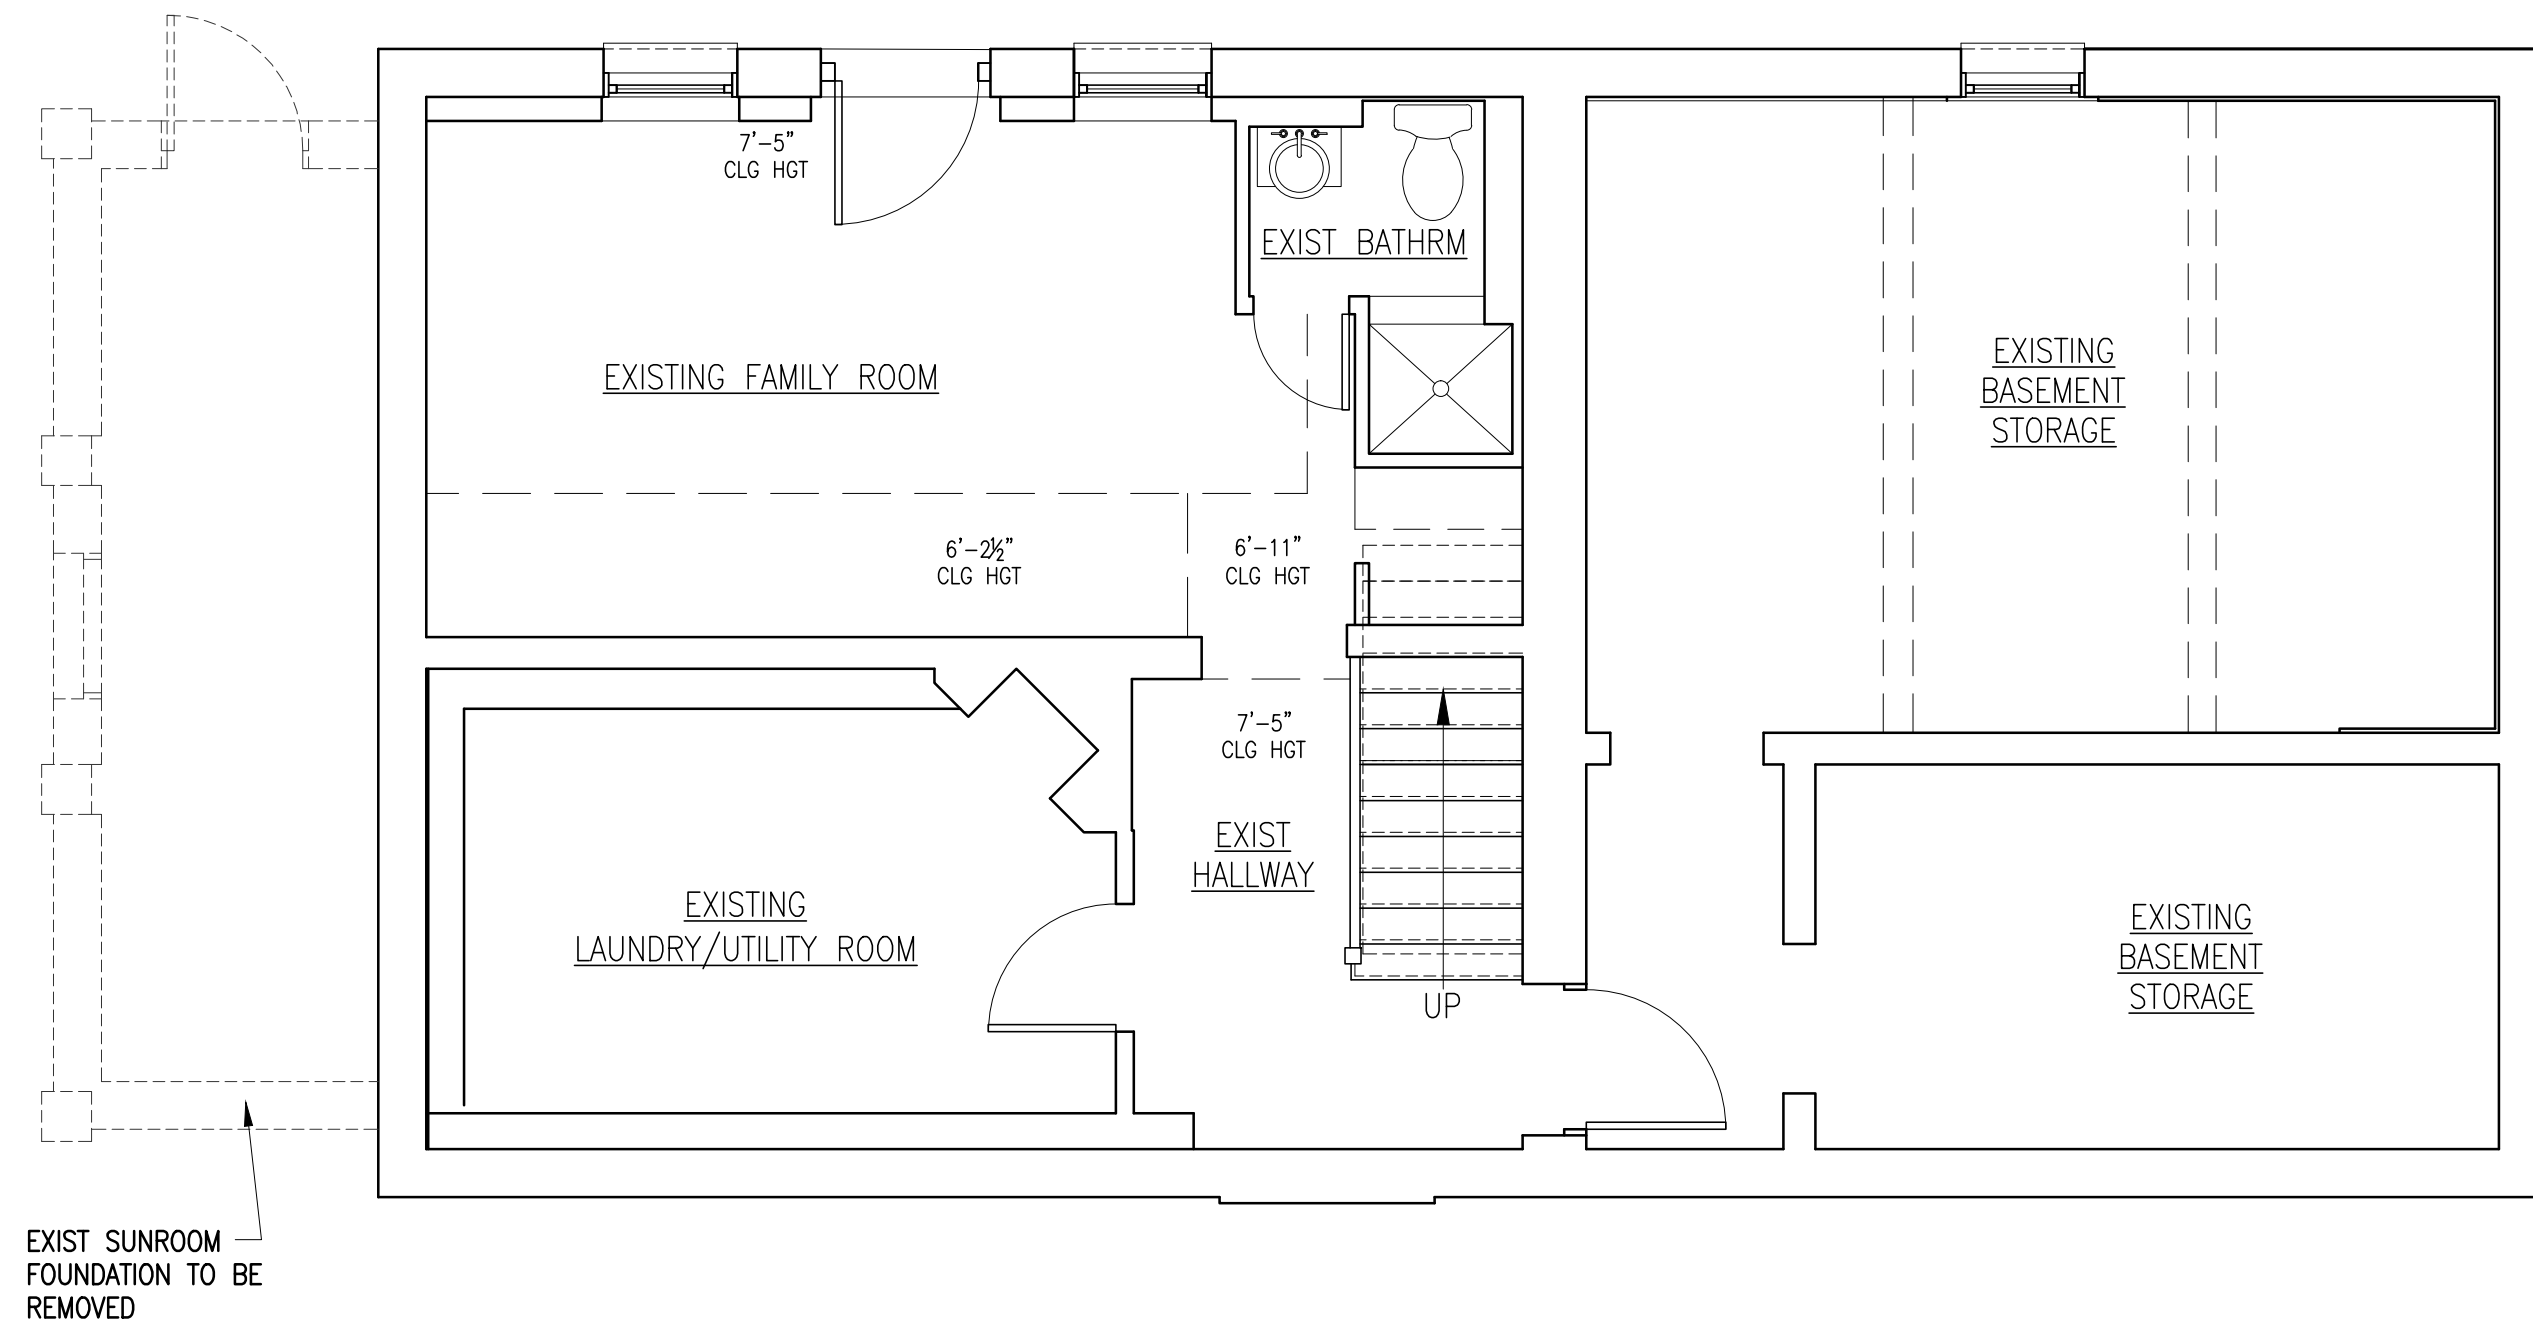 7'-5"
CLG HGT
EXIST BATHRM
EXISTING FAMILY ROOM
EXISTING
BASEMENT
STORAGE
6'-2½"
CLG HGT
6'-11"
CLG HGT
7'-5"
CLG HGT
EXIST
HALLWAY
EXISTING
LAUNDRY/UTILITY ROOM
UP
EXISTING
BASEMENT
STORAGE
EXIST SUNROOM
FOUNDATION TO BE
REMOVED